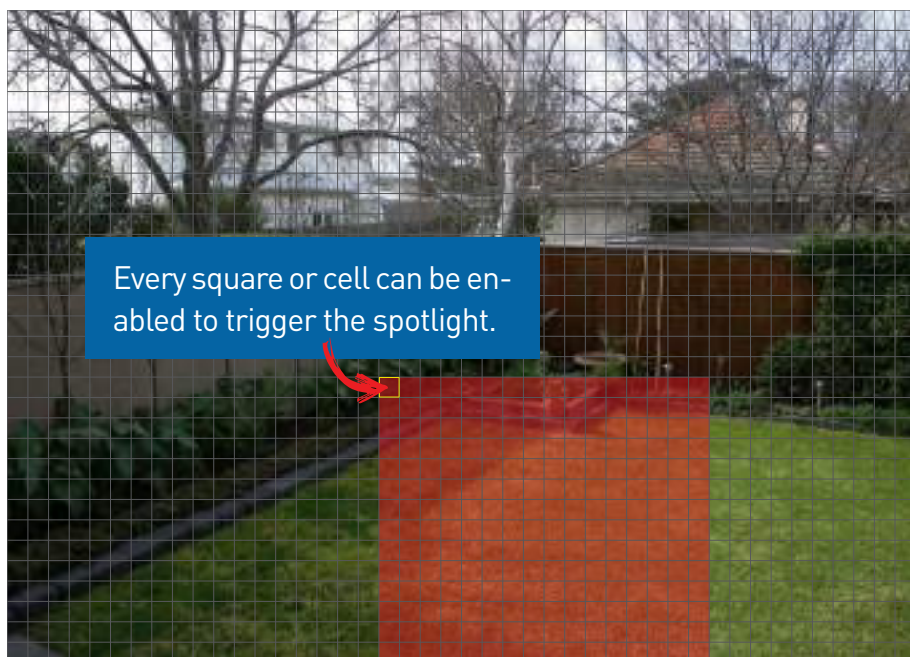 Every square or cell can be en-
abled to trigger the spotlight.